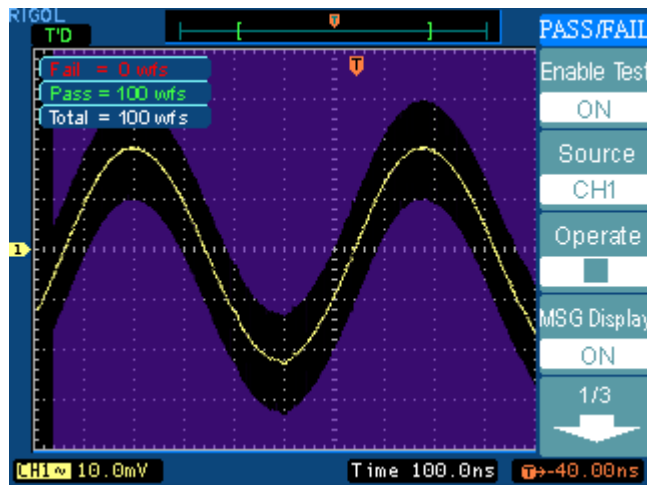 RIGOL
T'D
T
PASS/FAIL
Fail = 0 wfs
Pass = 100 wfs
Total = 100 wfs
T
Enable Test
ON
Source
CH1
Operate
MSG Display
ON
1/3
1
CH1~ 10.0mV
Time 100.0ns
T→-40.00ns